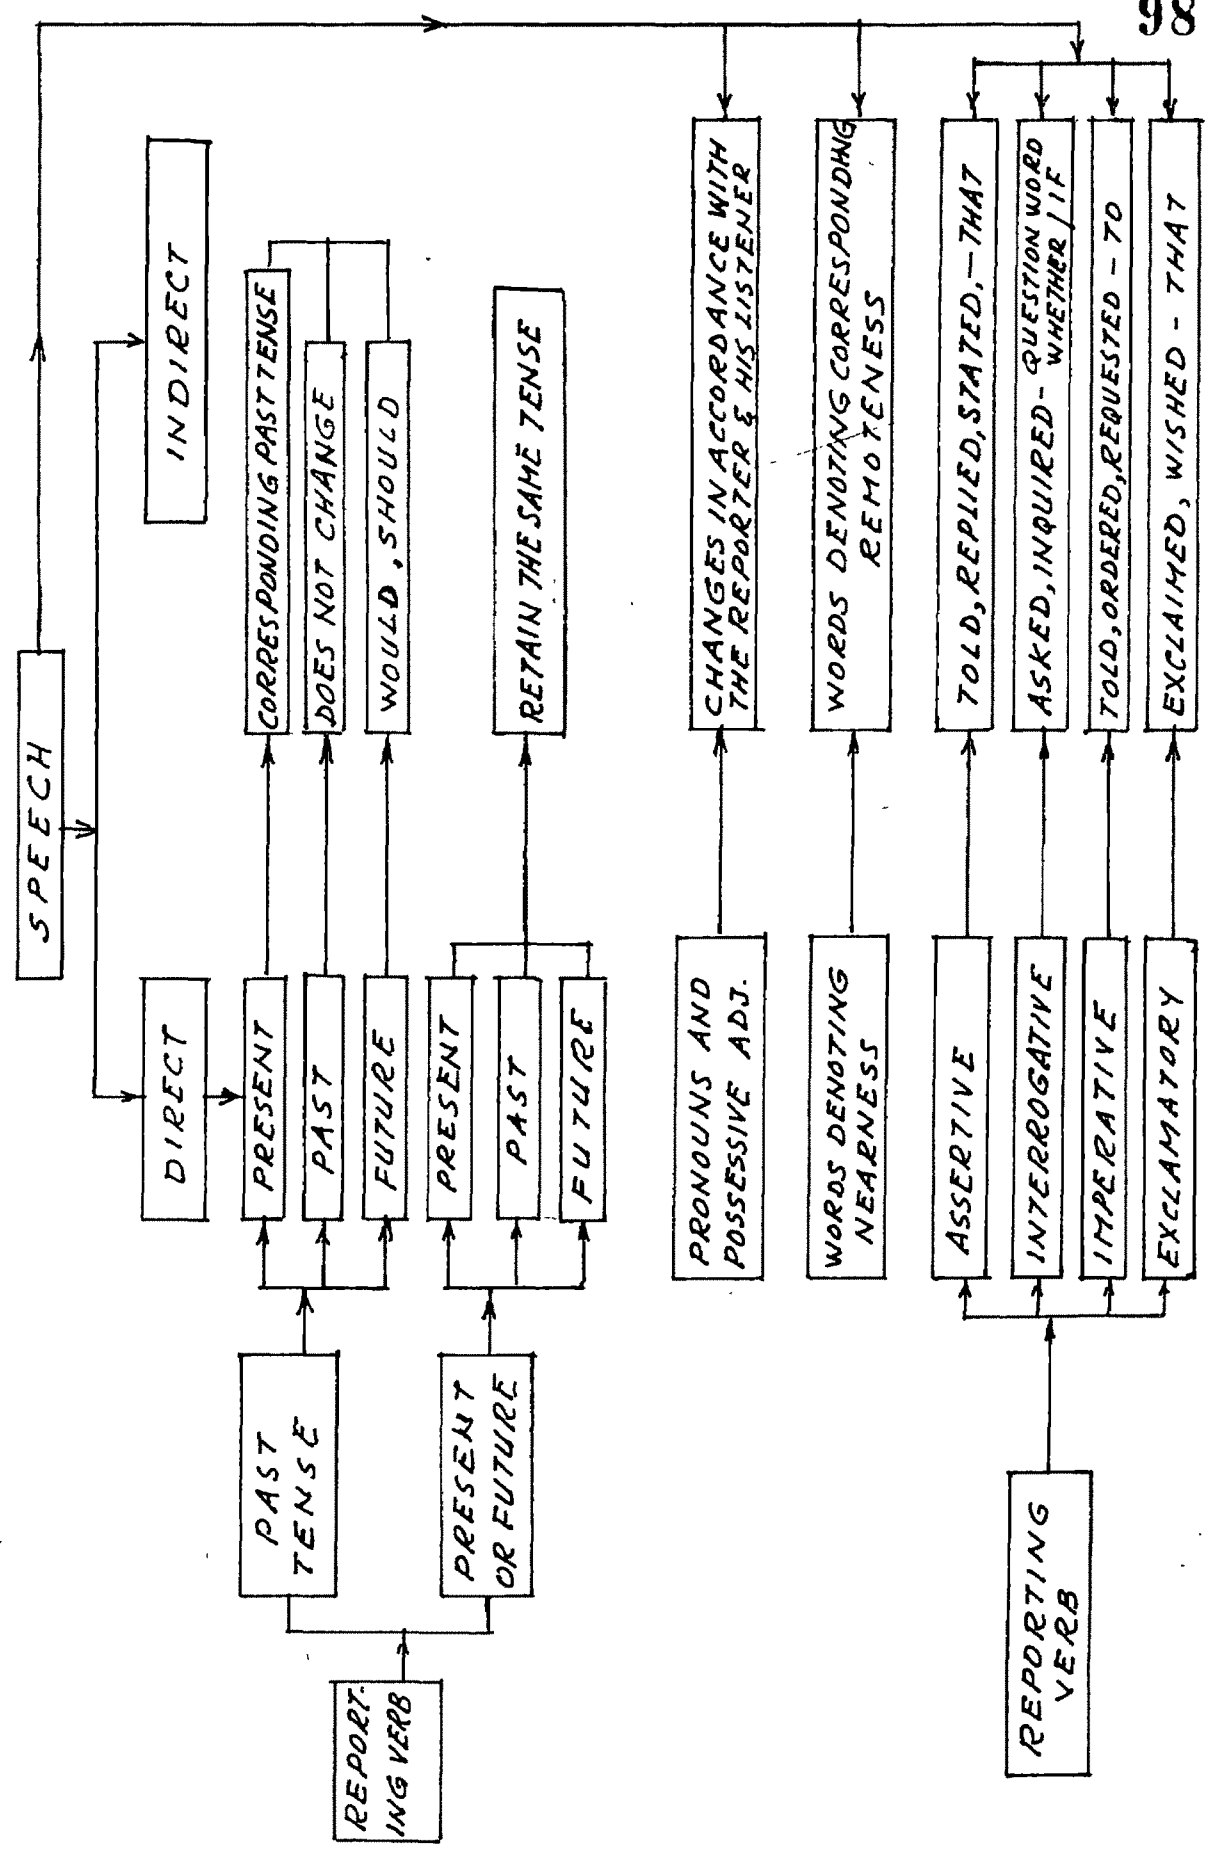 98
SPEECH
DIRECT
INDIRECT
REPORT-
ING VERB
PAST
TENSE
PRESENT
CORRESPONDING PAST TENSE
PAST
DOES NOT CHANGE
FUTURE
WOULD, SHOULD
PRESENT
OR FUTURE
PRESENT
PAST
FUTURE
RETAIN THE SAME TENSE
PRONOUNS AND
POSSESSIVE ADJ.
CHANGES IN ACCORDANCE WITH
THE REPORTER & HIS LISTENER
WORDS DENOTING
NEARNESS
WORDS DENOTING CORRESPONDING
REMOTENESS
REPORTING
VERB
ASSERTIVE
TOLD, REPLIED, STATED, - THAT
INTERROGATIVE
ASKED, INQUIRED - QUESTION WORD
WHETHER / IF
IMPERATIVE
TOLD, ORDERED, REQUESTED - TO
EXCLAMATORY
EXCLAIMED, WISHED - THAT